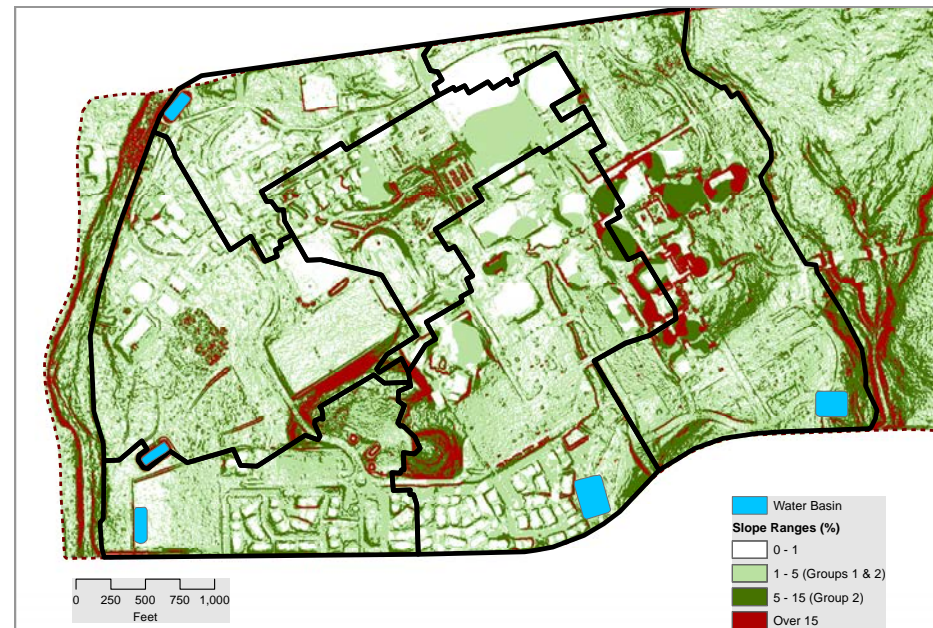 Water Basin
Slope Ranges (%)
0 - 1
1 - 5 (Groups 1 & 2)
5 - 15 (Group 2)
Over 15
0 250 500 750 1,000
Feet